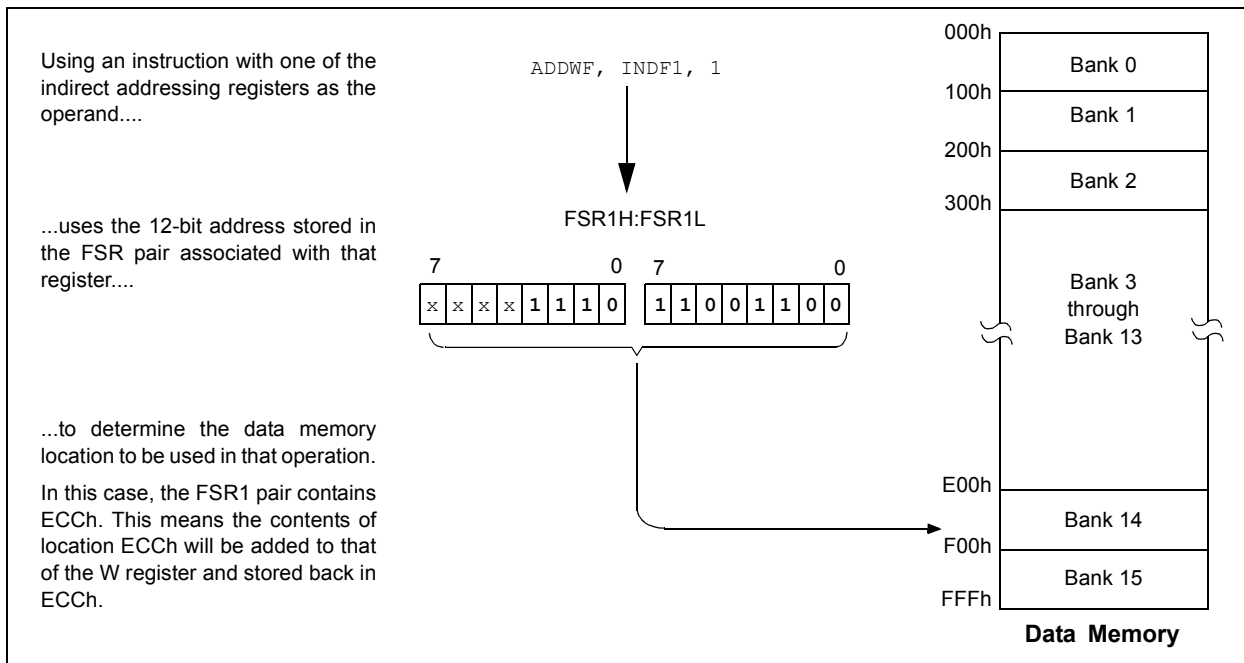 Using an instruction with one of the
indirect addressing registers as the
operand....
ADDWF, INDF1, 1
...uses the 12-bit address stored in
the FSR pair associated with that
register....
FSR1H:FSR1L
7 0 7 0
x x x x 1 1 1 0 1 1 0 0 1 1 0 0
...to determine the data memory
location to be used in that operation.
In this case, the FSR1 pair contains
ECCh. This means the contents of
location ECCh will be added to that
of the W register and stored back in
ECCh.
000h
Bank 0
100h
Bank 1
200h
Bank 2
300h
Bank 3
through
Bank 13
E00h
Bank 14
F00h
Bank 15
FFFh
Data Memory